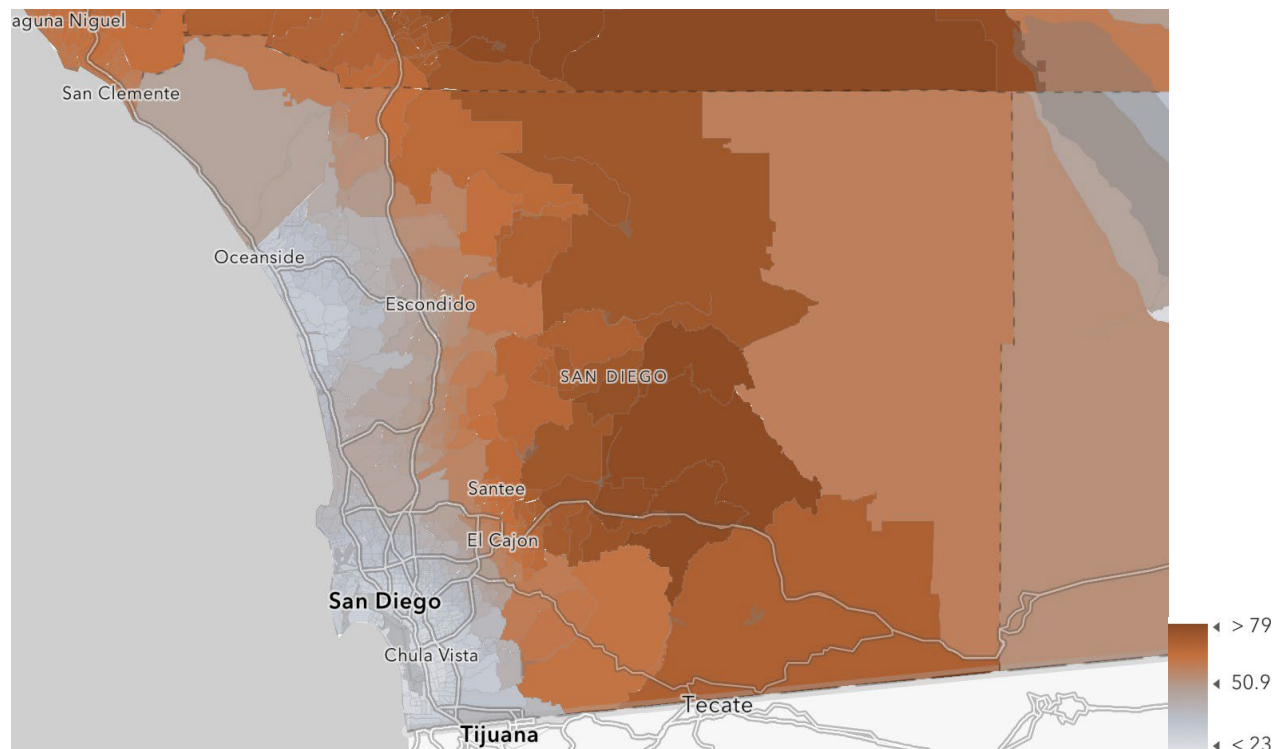 aguna Niguel
San Clemente
Oceanside
Escondido
SAN DIEGO
Santee
El Cajon
San Diego
Chula Vista
Tecate
Tijuana
> 79
50.9
< 23